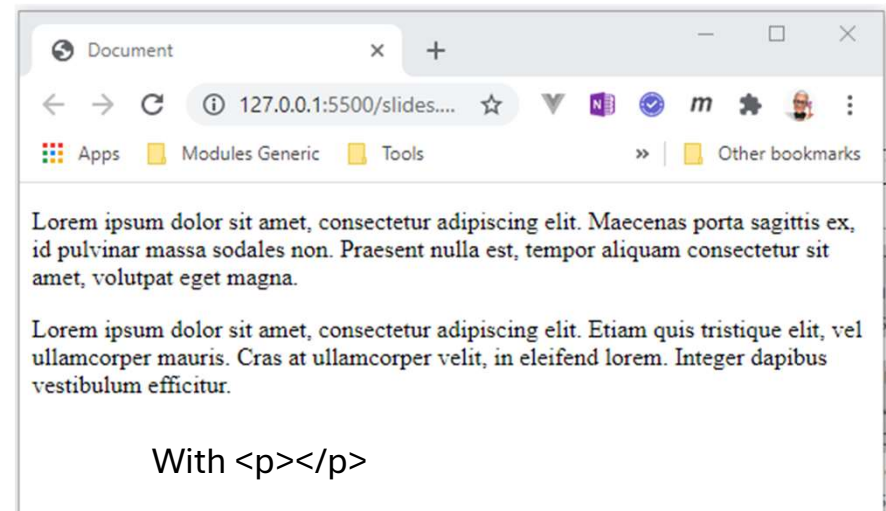 Document
127.0.0.1:5500/slides....
m
Apps Modules Generic Tools » Other bookmarks
Lorem ipsum dolor sit amet, consectetur adipiscing elit. Maecenas porta sagittis ex,
id pulvinar massa sodales non. Praesent nulla est, tempor aliquam consectetur sit
amet, volutpat eget magna.
Lorem ipsum dolor sit amet, consectetur adipiscing elit. Etiam quis tristique elit, vel
ullamcorper mauris. Cras at ullamcorper velit, in eleifend lorem. Integer dapibus
vestibulum efficitur.
With <p></p>